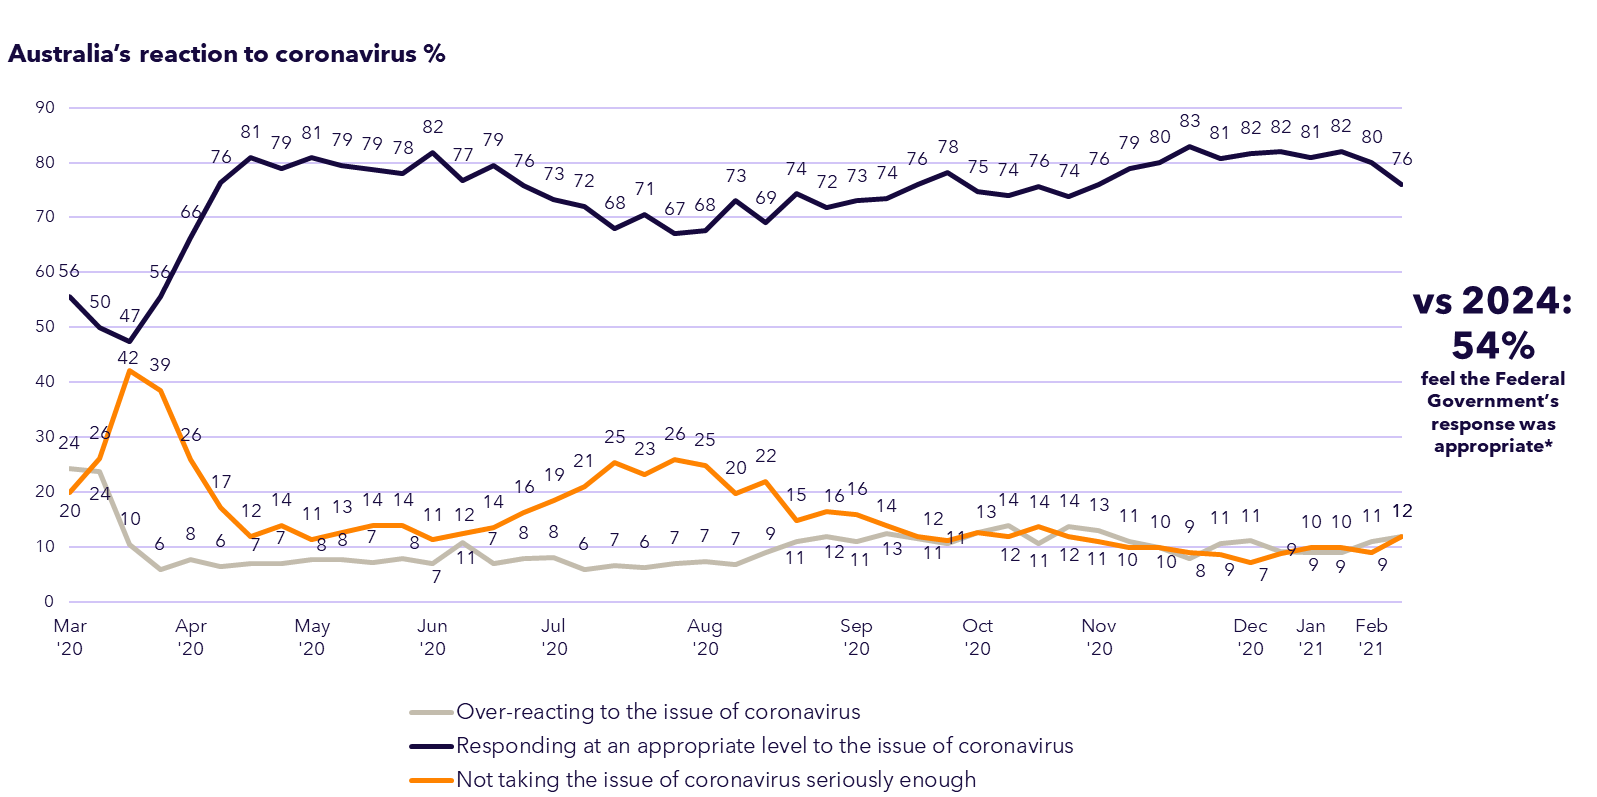 Australia's reaction to coronavirus %
90
80
70
60
50
40
30
20
10
0
56 50 47 56 66 76 81 79 81 79 79 78 82 77 79 76 73 72 68 71 67 68 73 69 74 72 73 74 76 78 75 74 76 74 76 79 80 83 81 82 82 81 82 80 76
20 26 42 39 26 17 12 14 11 13 14 14 11 12 14 16 19 21 25 23 26 25 20 22 15 16 16 14 12 11 13 12 14 12 11 10 10 9 9 7 9 10 10 9 12
24 24 10 6 8 6 7 7 8 8 7 8 7 11 7 8 8 6 7 6 7 7 7 9 11 12 11 13 11 11 13 14 11 14 13 11 10 8 11 11 9 9 9 11 12
Mar Apr May Jun Jul Aug Sep Oct Nov Dec Jan Feb
'20 '20 '20 '20 '20 '20 '20 '20 '20 '20 '21 '21
vs 2024:
54%
feel the Federal
Government's
response was
appropriate*
Over-reacting to the issue of coronavirus
Responding at an appropriate level to the issue of coronavirus
Not taking the issue of coronavirus seriously enough